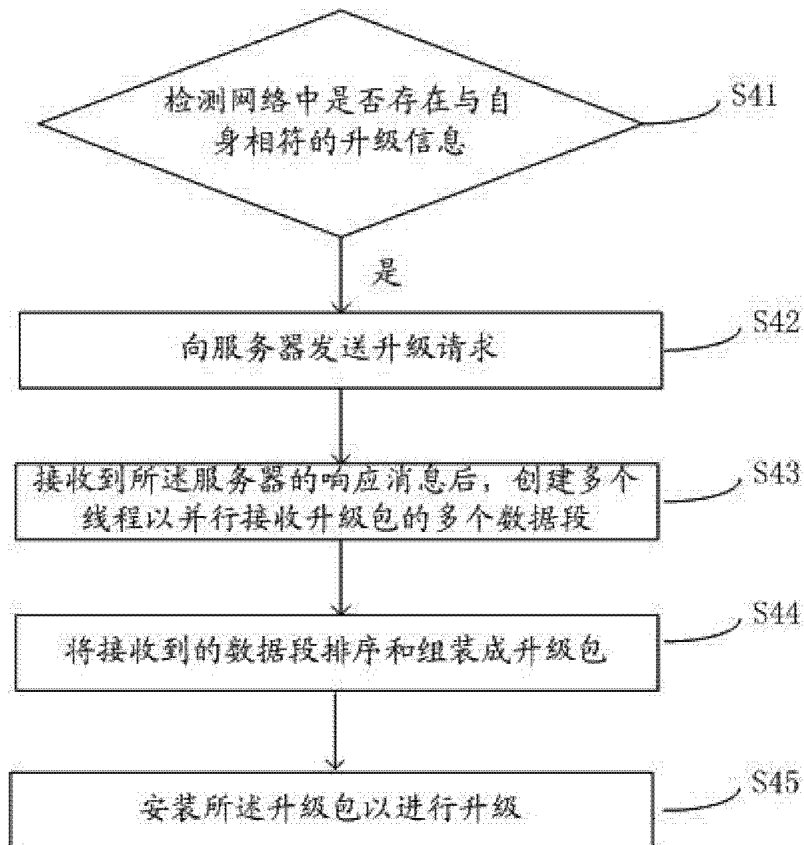 检测网络中是否存在与自
身相符的升级信息
S41
是
向服务器发送升级请求
S42
接收到所述服务器的响应消息后，创建多个
线程以并行接收升级包的多个数据段
S43
将接收到的数据段排序和组装成升级包
S44
安装所述升级包以进行升级
S45